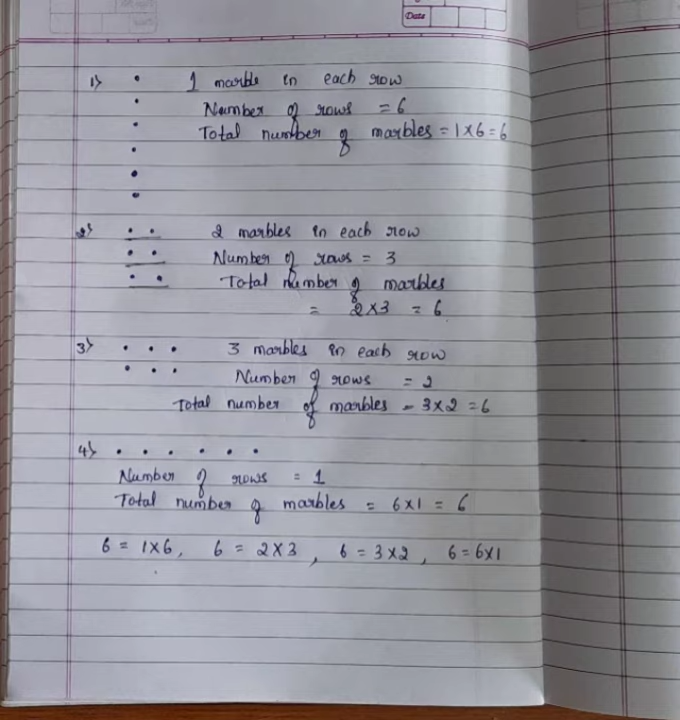 Date
1) 1 marble in each row
Number of rows = 6
Total number of marbles = 1 x 6 = 6
2) 2 marbles in each row
Number of rows = 3
Total number of marbles
= 2 x 3 = 6
3) 3 marbles in each row
Number of rows = 2
Total number of marbles = 3 x 2 = 6
4)
Number of rows = 1
Total number of marbles = 6 x 1 = 6
6 = 1 x 6, 6 = 2 x 3, 6 = 3 x 2, 6 = 6 x 1